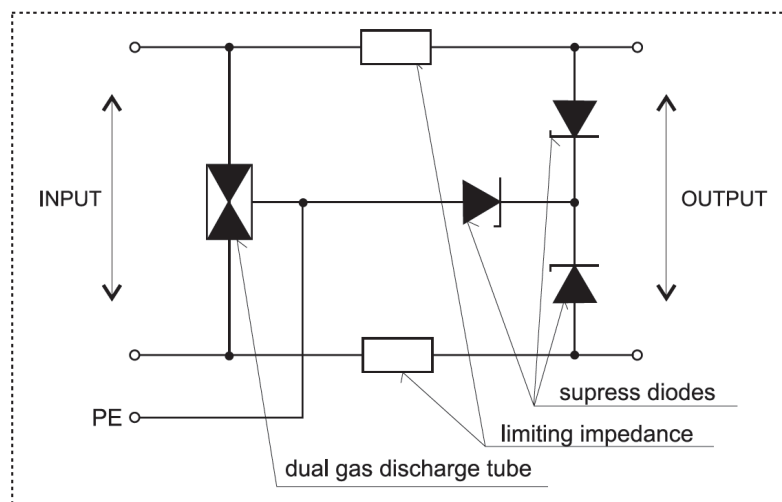 INPUT
OUTPUT
supress diodes
PE
limiting impedance
dual gas discharge tube